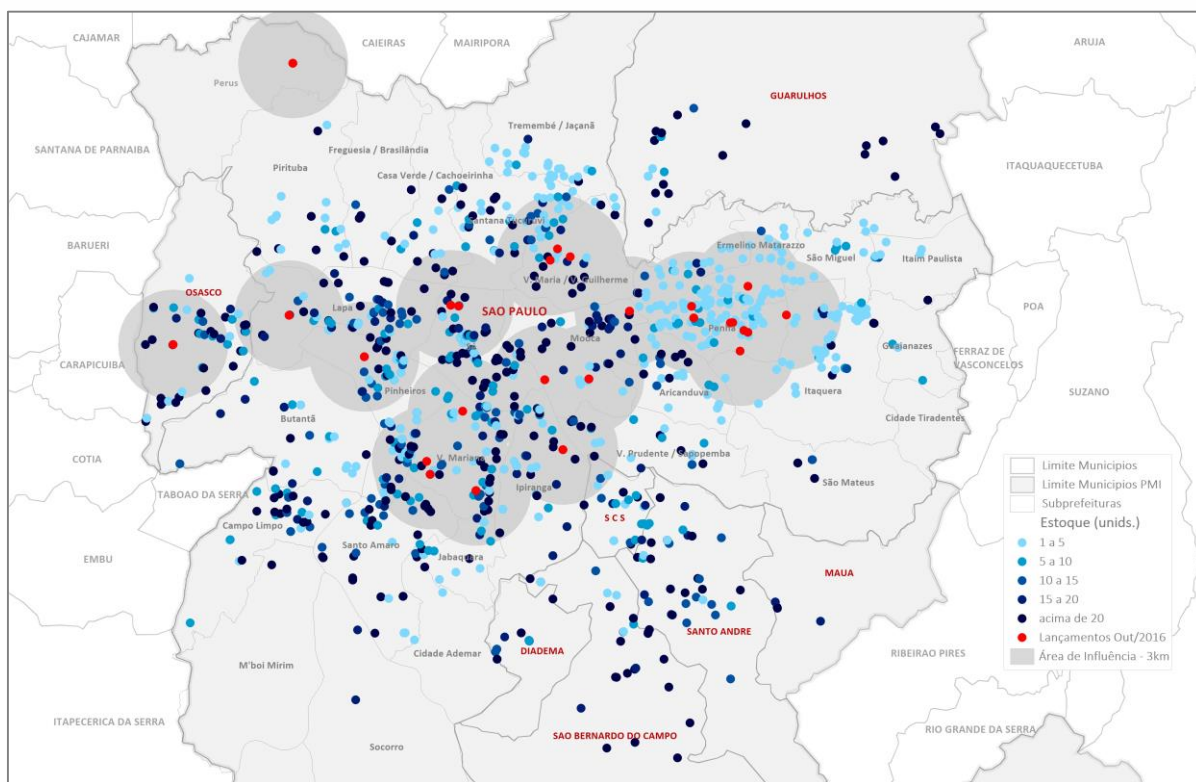 CAJAMAR
CAIEIRAS
MAIRIPORA
ARUJA
Perus
GUARULHOS
Tremembé / Jaçanã
SANTANA DE PARNAIBA
Freguesia / Brasilândia
Pirituba
Casa Verde / Cachoeirinha
ITAQUAQUECETUBA
Santana Tucuruvi
BARUERI
Ermelino Matarazzo
São Miguel
Itaim Paulista
V. Maria / V. Guilherme
OSASCO
POA
Lapa
SAO PAULO
Penha
Mooca
Sé
Guaianazes
FERRAZ DE
VASCONCELOS
CARAPICUIBA
Pinheiros
Aricanduva
Itaquera
SUZANO
Butantã
Cidade Tiradentes
COTIA
V. Mariana
V. Prudente / Sapopemba
São Mateus
Ipiranga
TABOAO DA SERRA
Campo Limpo
S C S
Santo Amaro
Jabaquara
EMBU
MAUA
SANTO ANDRE
DIADEMA
Cidade Ademar
M'boi Mirim
RIBEIRAO PIRES
ITAPECERICA DA SERRA
SAO BERNARDO DO CAMPO
RIO GRANDE DA SERRA
Socorro
Limite Municipios
Limite Municipios PMI
Subprefeituras
Estoque (unids.)
1 a 5
5 a 10
10 a 15
15 a 20
acima de 20
Lançamentos Out/2016
Área de Influência - 3km